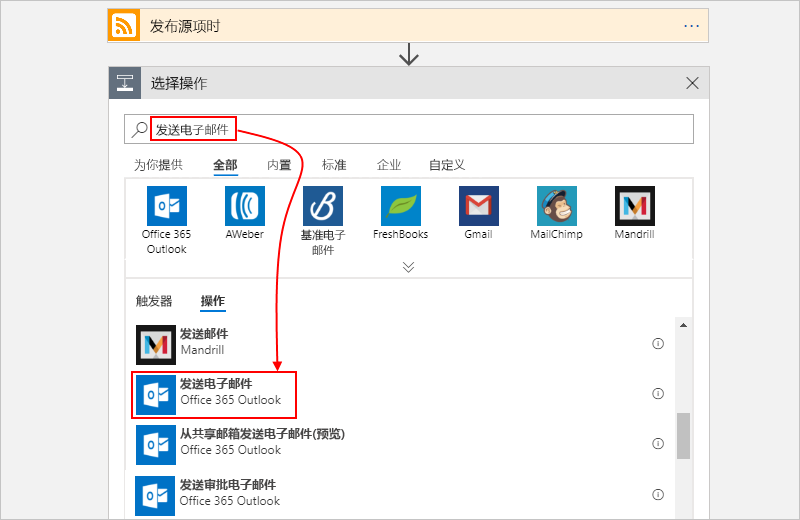 发布源项时
选择操作
发送电子邮件
为你提供 全部 内置 标准 企业 自定义
Office 365 Outlook
AWeber
基准电子邮件
FreshBooks
Gmail
MailChimp
Mandrill
触发器 操作
发送邮件
Mandrill
发送电子邮件
Office 365 Outlook
从共享邮箱发送电子邮件(预览)
Office 365 Outlook
发送审批电子邮件
Office 365 Outlook